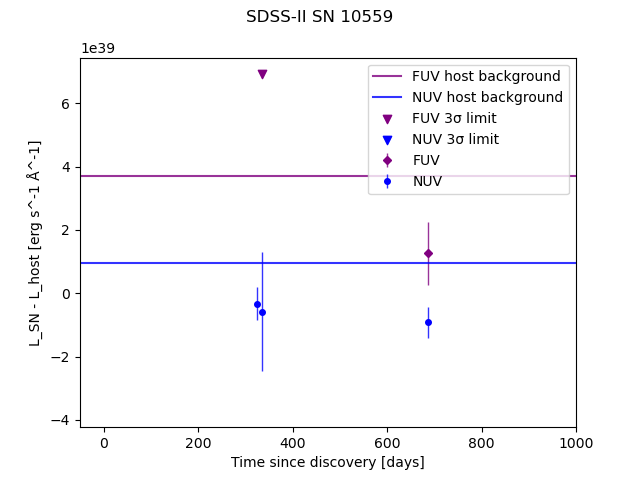 SDSS-II SN 10559
1e39
FUV host background
NUV host background
FUV 3σ limit
NUV 3σ limit
FUV
NUV
6
4
2
0
−2
−4
L_SN - L_host [erg s^-1 Å^-1]
0 200 400 600 800 1000
Time since discovery [days]